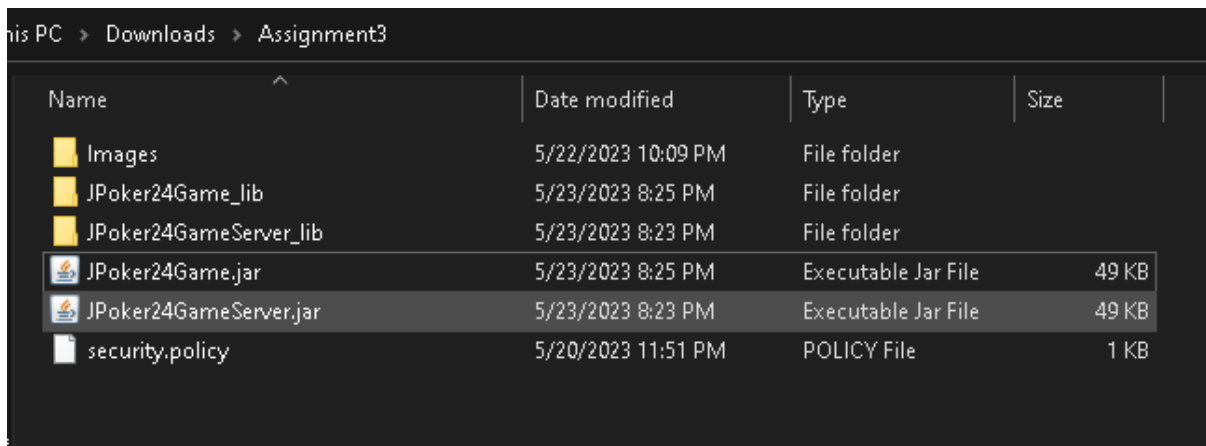 his PC > Downloads > Assignment3
Name Date modified Type Size
Images 5/22/2023 10:09 PM File folder
JPoker24Game_lib 5/23/2023 8:25 PM File folder
JPoker24GameServer_lib 5/23/2023 8:23 PM File folder
JPoker24Game.jar 5/23/2023 8:25 PM Executable Jar File 49 KB
JPoker24GameServer.jar 5/23/2023 8:23 PM Executable Jar File 49 KB
security.policy 5/20/2023 11:51 PM POLICY File 1 KB